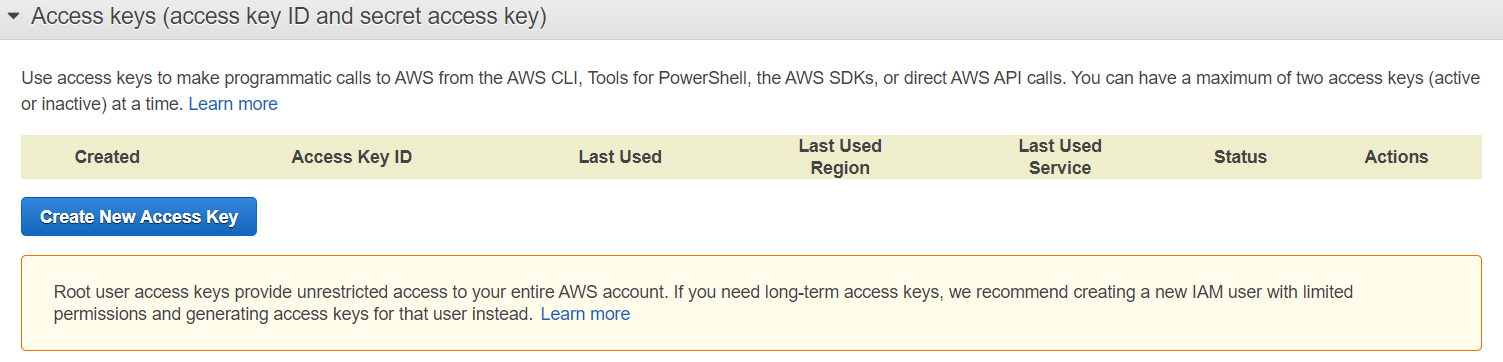 Access keys (access key ID and secret access key)
Use access keys to make programmatic calls to AWS from the AWS CLI, Tools for PowerShell, the AWS SDKs, or direct AWS API calls. You can have a maximum of two access keys (active
or inactive) at a time. Learn more
Created Access Key ID Last Used Last Used Region Last Used Service Status Actions
Create New Access Key
Root user access keys provide unrestricted access to your entire AWS account. If you need long-term access keys, we recommend creating a new IAM user with limited
permissions and generating access keys for that user instead. Learn more